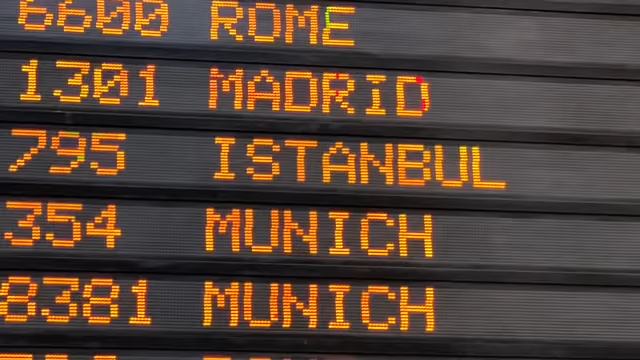 6600 ROME
1301 MADRID
795 ISTANBUL
354 MUNICH
8381 MUNICH